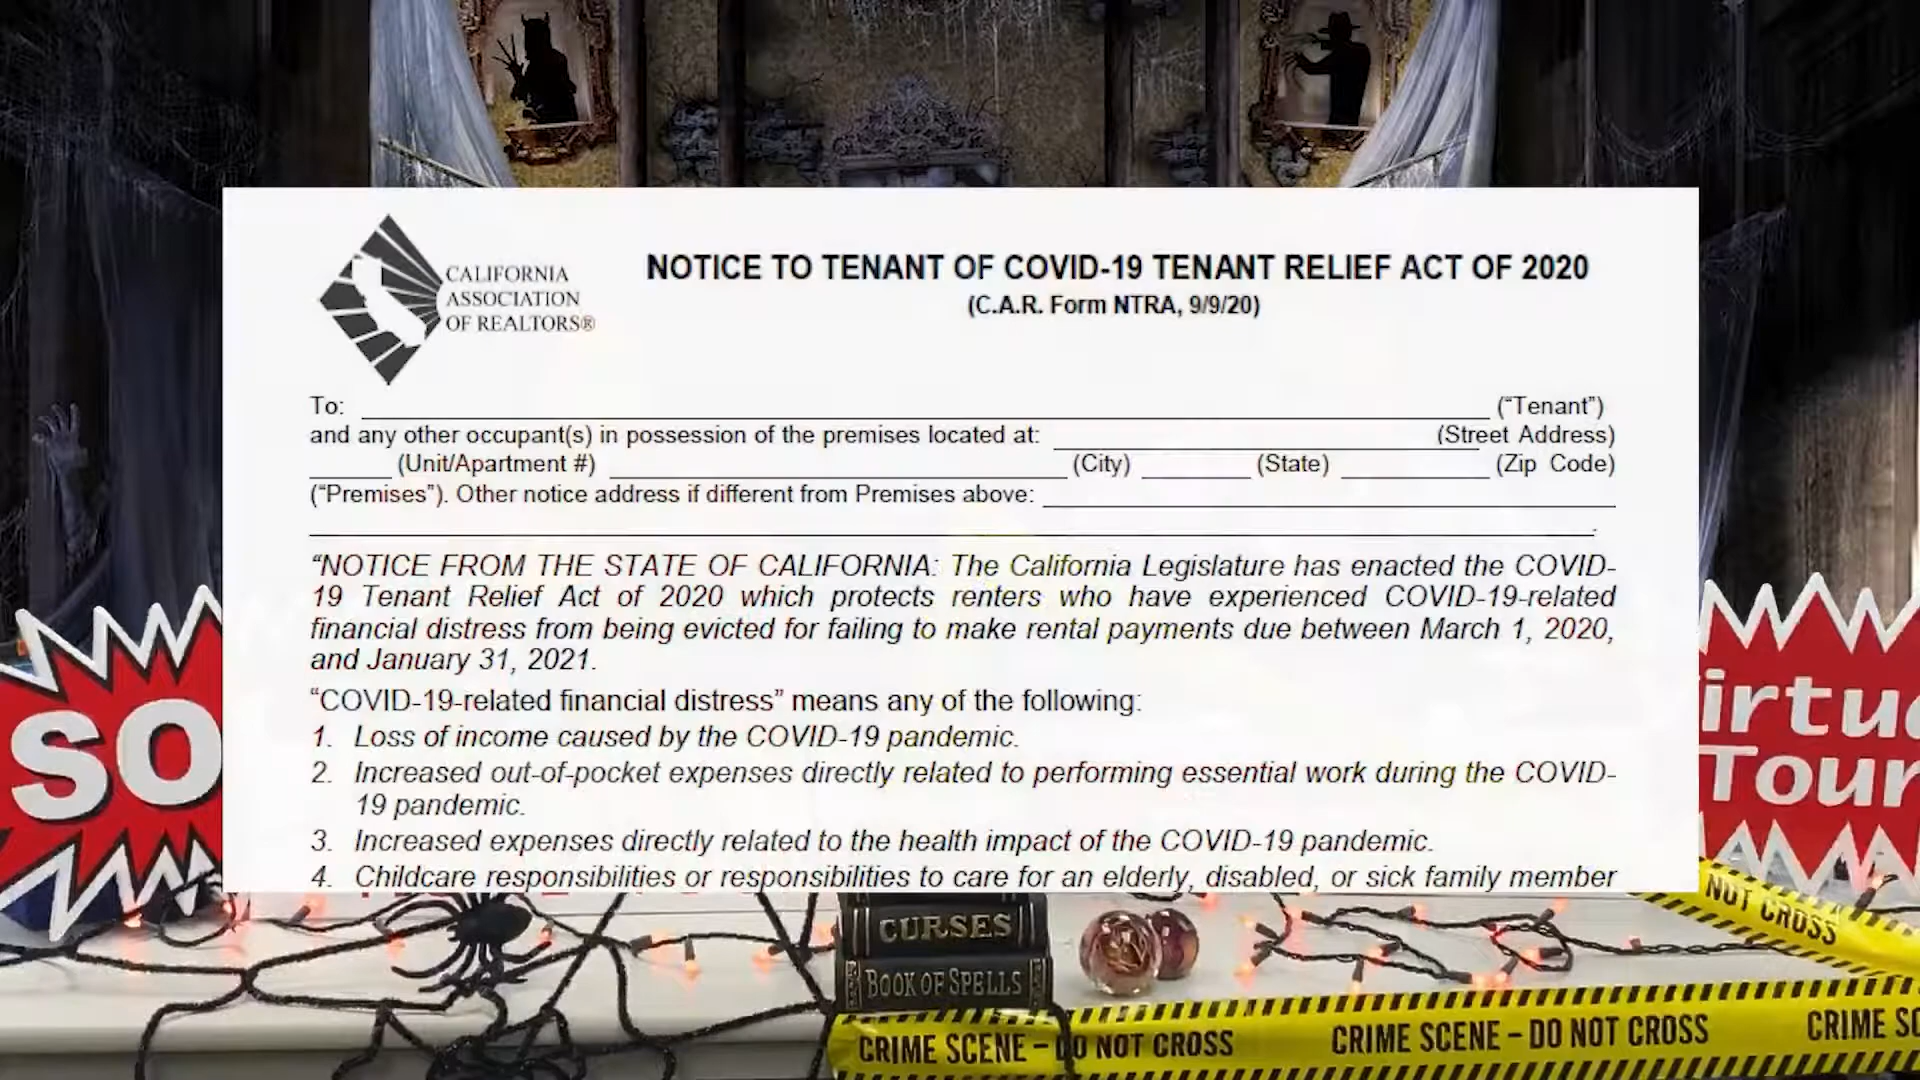 CALIFORNIA
ASSOCIATION
OF REALTORS®
NOTICE TO TENANT OF COVID-19 TENANT RELIEF ACT OF 2020
(C.A.R. Form NTRA, 9/9/20)
To: ("Tenant")
and any other occupant(s) in possession of the premises located at: (Street Address)
(Unit/Apartment #) (City) (State) (Zip Code)
("Premises"). Other notice address if different from Premises above:
"NOTICE FROM THE STATE OF CALIFORNIA: The California Legislature has enacted the COVID-
19 Tenant Relief Act of 2020 which protects renters who have experienced COVID-19-related
financial distress from being evicted for failing to make rental payments due between March 1, 2020,
and January 31, 2021.
"COVID-19-related financial distress" means any of the following:
1. Loss of income caused by the COVID-19 pandemic.
2. Increased out-of-pocket expenses directly related to performing essential work during the COVID-
19 pandemic.
3. Increased expenses directly related to the health impact of the COVID-19 pandemic.
4. Childcare responsibilities or responsibilities to care for an elderly, disabled, or sick family member
SO
irtua
Tour
CURSES
BOOK OF SPELLS
NOT CROSS
CRIME SCENE – DO NOT CROSS CRIME SCENE – DO NOT CROSS CRIME SC